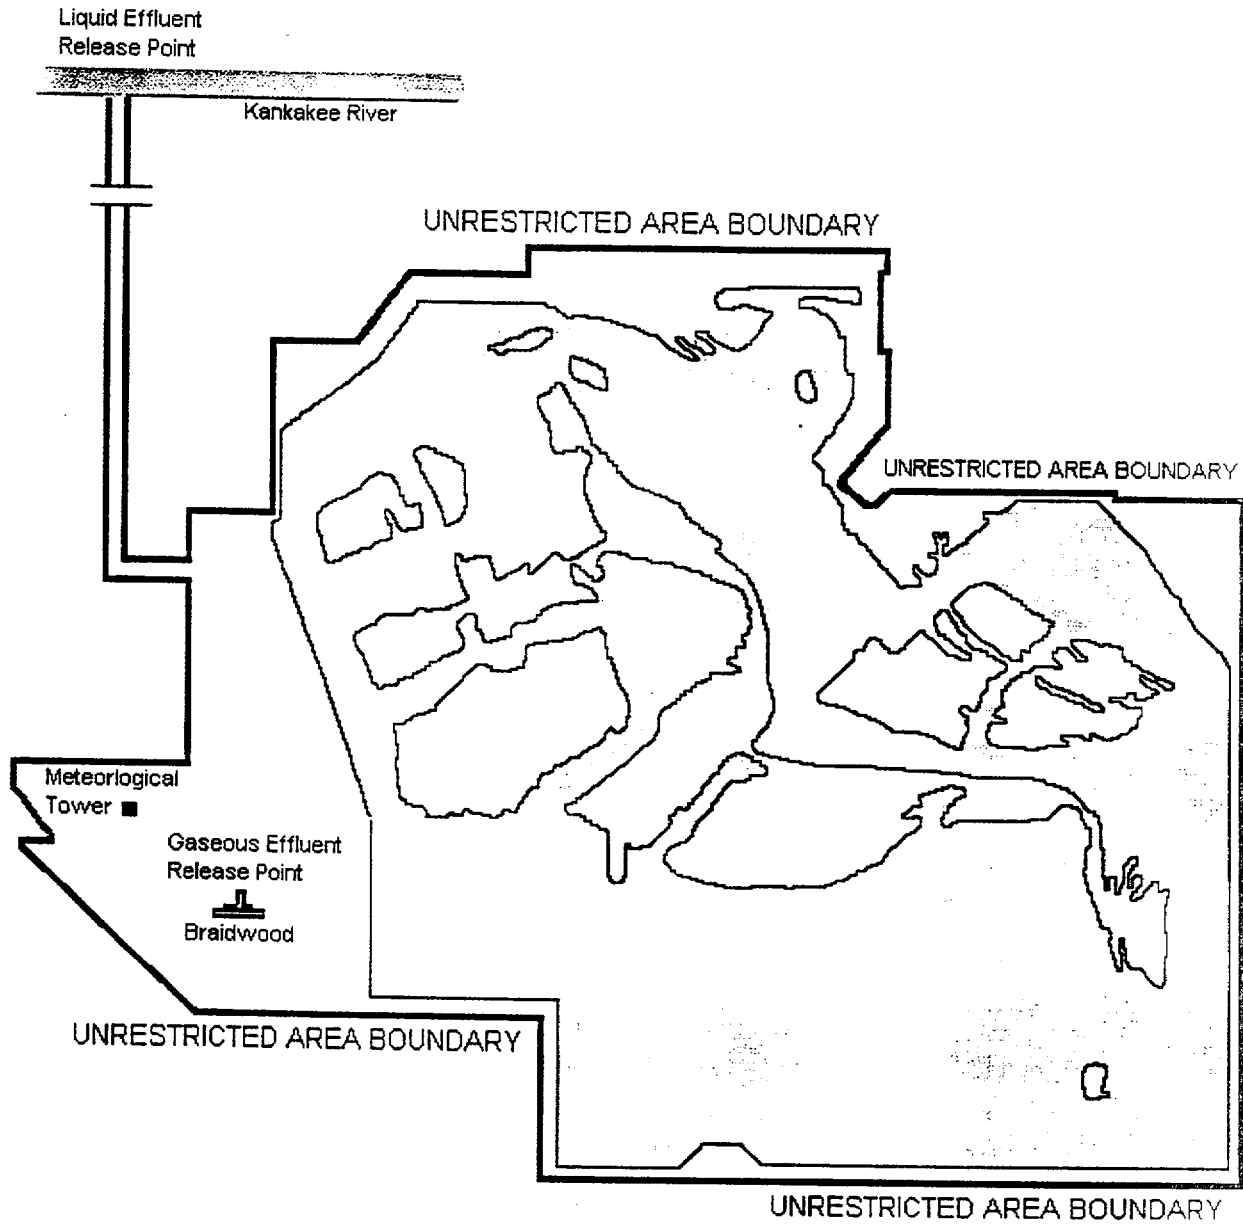 Liquid Effluent
Release Point
Kankakee River
UNRESTRICTED AREA BOUNDARY
UNRESTRICTED AREA BOUNDARY
Meteorlogical
Tower
Gaseous Effluent
Release Point
Braidwood
UNRESTRICTED AREA BOUNDARY
UNRESTRICTED AREA BOUNDARY